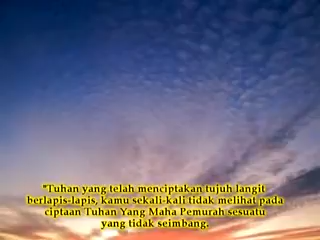 "Tuhan yang telah menciptakan tujuh langit
berlapis-lapis, kamu sekali-kali tidak melihat pada
ciptaan Tuhan Yang Maha Pemurah sesuatu
yang tidak seimbang.